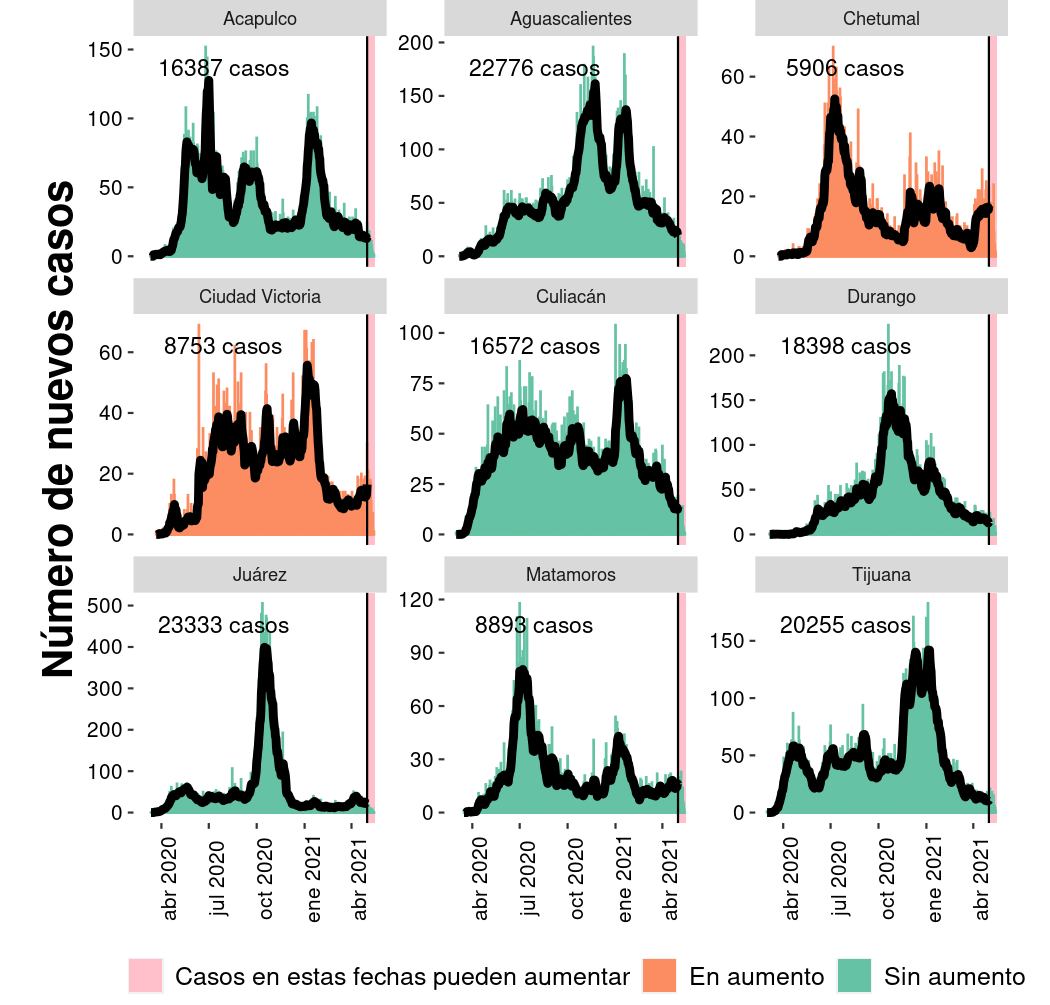 Número de nuevos casos
Acapulco
Aguascalientes
Chetumal
150
100
50
0
16387 casos
200
150
100
50
0
22776 casos
60
40
20
0
5906 casos
Ciudad Victoria
Culiacán
Durango
60
40
20
0
8753 casos
100
75
50
25
0
16572 casos
200
150
100
50
0
18398 casos
Juárez
Matamoros
Tijuana
500
400
300
200
100
0
23333 casos
120
90
60
30
0
8893 casos
150
100
50
0
20255 casos
abr 2020
jul 2020
oct 2020
ene 2021
abr 2021
abr 2020
jul 2020
oct 2020
ene 2021
abr 2021
abr 2020
jul 2020
oct 2020
ene 2021
abr 2021
Casos en estas fechas pueden aumentar
En aumento
Sin aumento